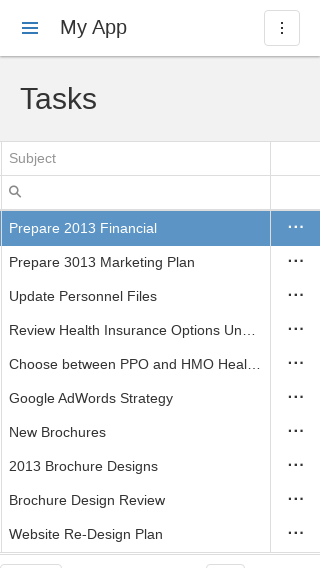 My App
Tasks
Subject
Prepare 2013 Financial
Prepare 3013 Marketing Plan
Update Personnel Files
Review Health Insurance Options Un...
Choose between PPO and HMO Heal...
Google AdWords Strategy
New Brochures
2013 Brochure Designs
Brochure Design Review
Website Re-Design Plan